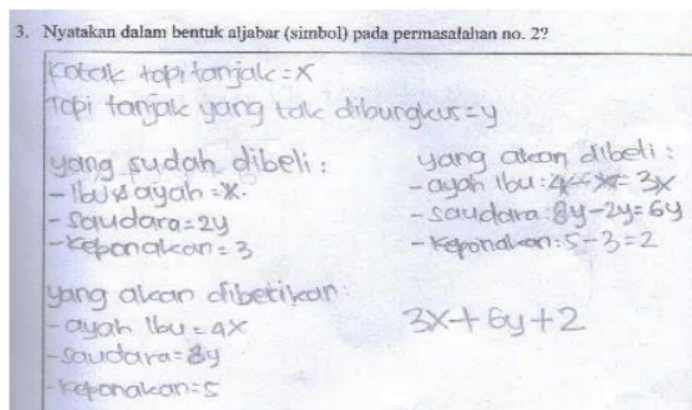 3. Nyatakan dalam bentuk aljabar (simbol) pada permasalahan no. 2?
Kotak topi tanjak = x
Topi tanjak yang tak dibungkus = y
yang sudah dibeli :
- Ibu & ayah = x.
- Saudara = 2y
- Keponakan = 3
yang akan dibeli :
- ayah ibu : 4x - x = 3x
- Saudara : 8y - 2y = 6y
- Keponakan : 5 - 3 = 2
yang akan diberikan :
- ayah ibu = 4x
- Saudara = 8y
- Keponakan = 5
3x + 6y + 2